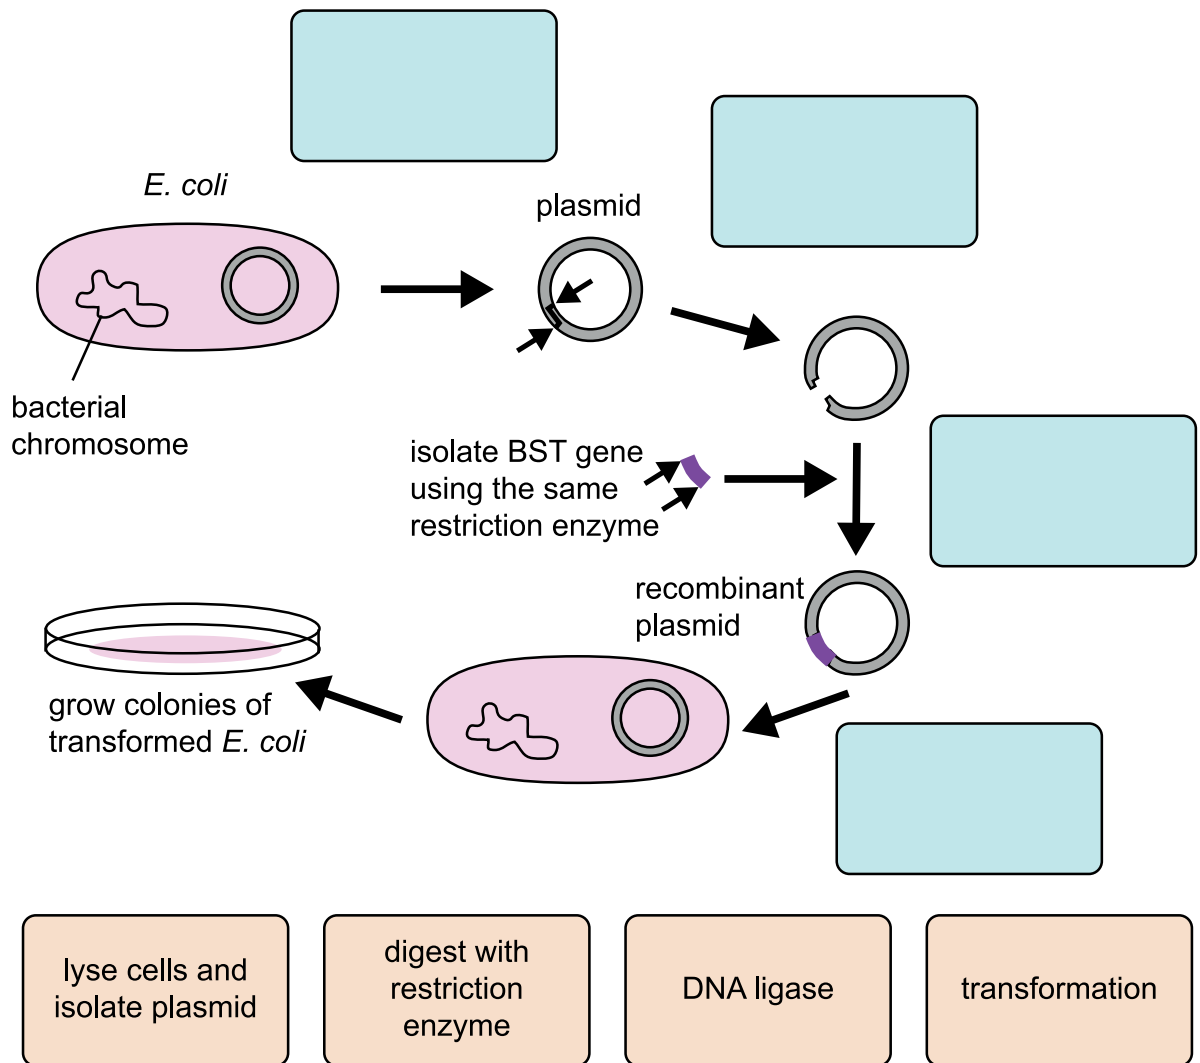 E. coli
plasmid
bacterial
chromosome
isolate BST gene
using the same
restriction enzyme
recombinant
plasmid
grow colonies of
transformed E. coli
lyse cells and
isolate plasmid
digest with
restriction
enzyme
DNA ligase
transformation